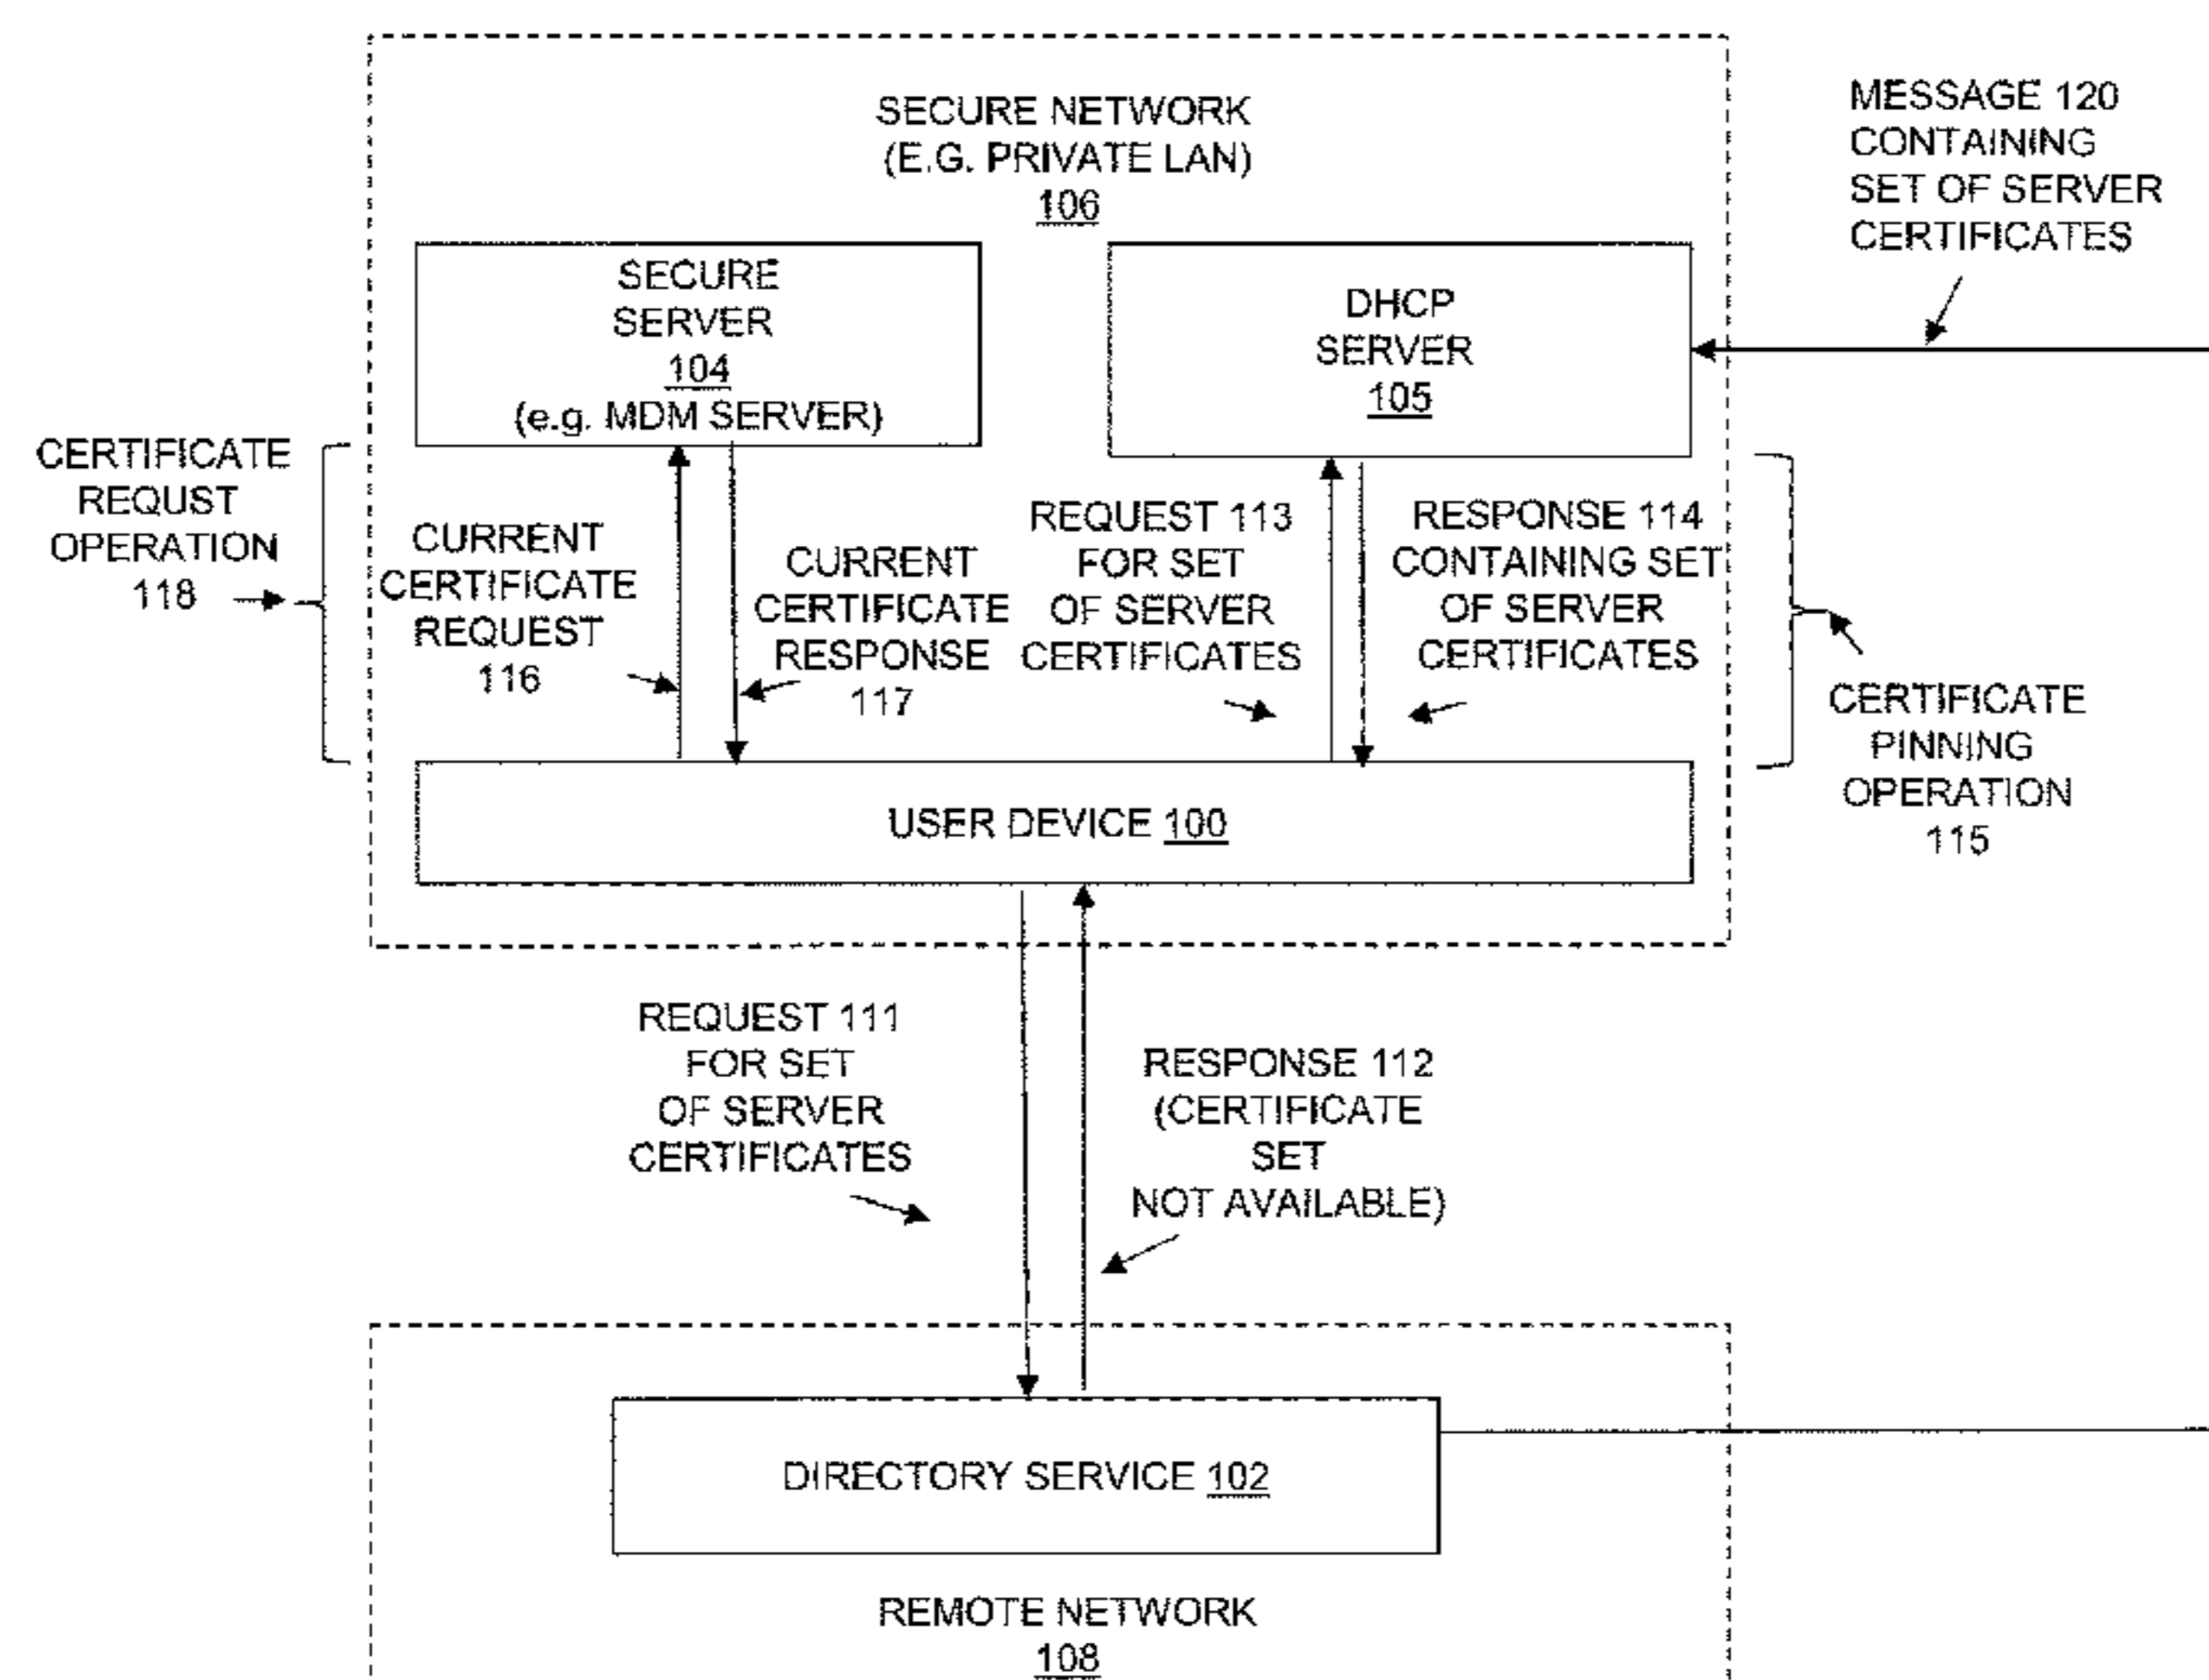 SECURE NETWORK
(E.G. PRIVATE LAN)
106
MESSAGE 120
CONTAINING
SET OF SERVER
CERTIFICATES
SECURE
SERVER
104
(e.g. MDM SERVER)
DHCP
SERVER
105
CERTIFICATE
REQUST
OPERATION
118
CURRENT
CERTIFICATE
REQUEST
116
CURRENT
CERTIFICATE
RESPONSE
117
REQUEST 113
FOR SET
OF SERVER
CERTIFICATES
RESPONSE 114
CONTAINING SET
OF SERVER
CERTIFICATES
CERTIFICATE
PINNING
OPERATION
115
USER DEVICE 100
REQUEST 111
FOR SET
OF SERVER
CERTIFICATES
RESPONSE 112
(CERTIFICATE
SET
NOT AVAILABLE)
DIRECTORY SERVICE 102
REMOTE NETWORK
108